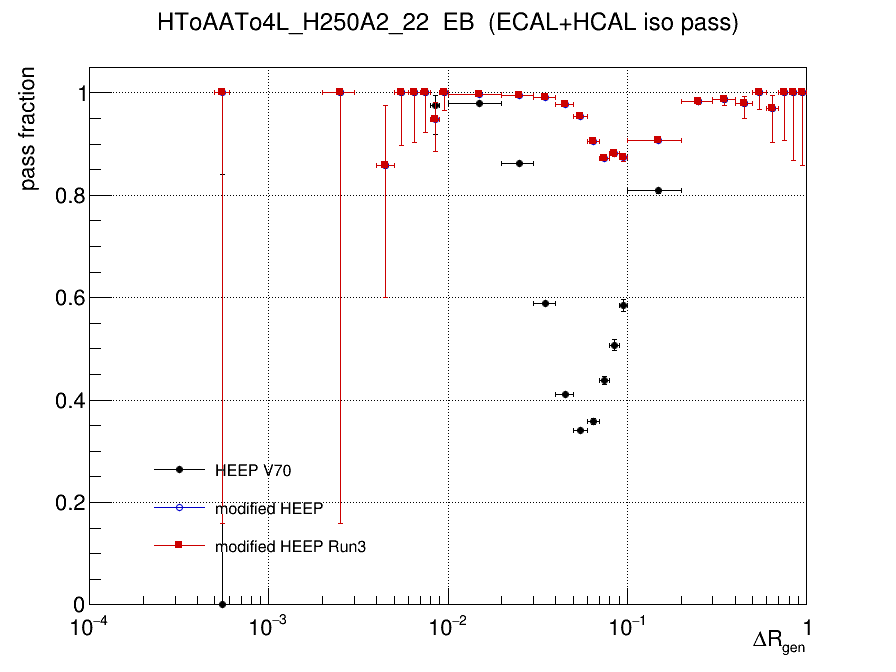 HToAATo4L_H250A2_22 EB (ECAL+HCAL iso pass)
pass fraction
1
0.8
0.6
0.4
0.2
0
HEEP V70
modified HEEP
modified HEEP Run3
10⁻⁴ 10⁻³ 10⁻² 10⁻¹ 1
ΔR_gen